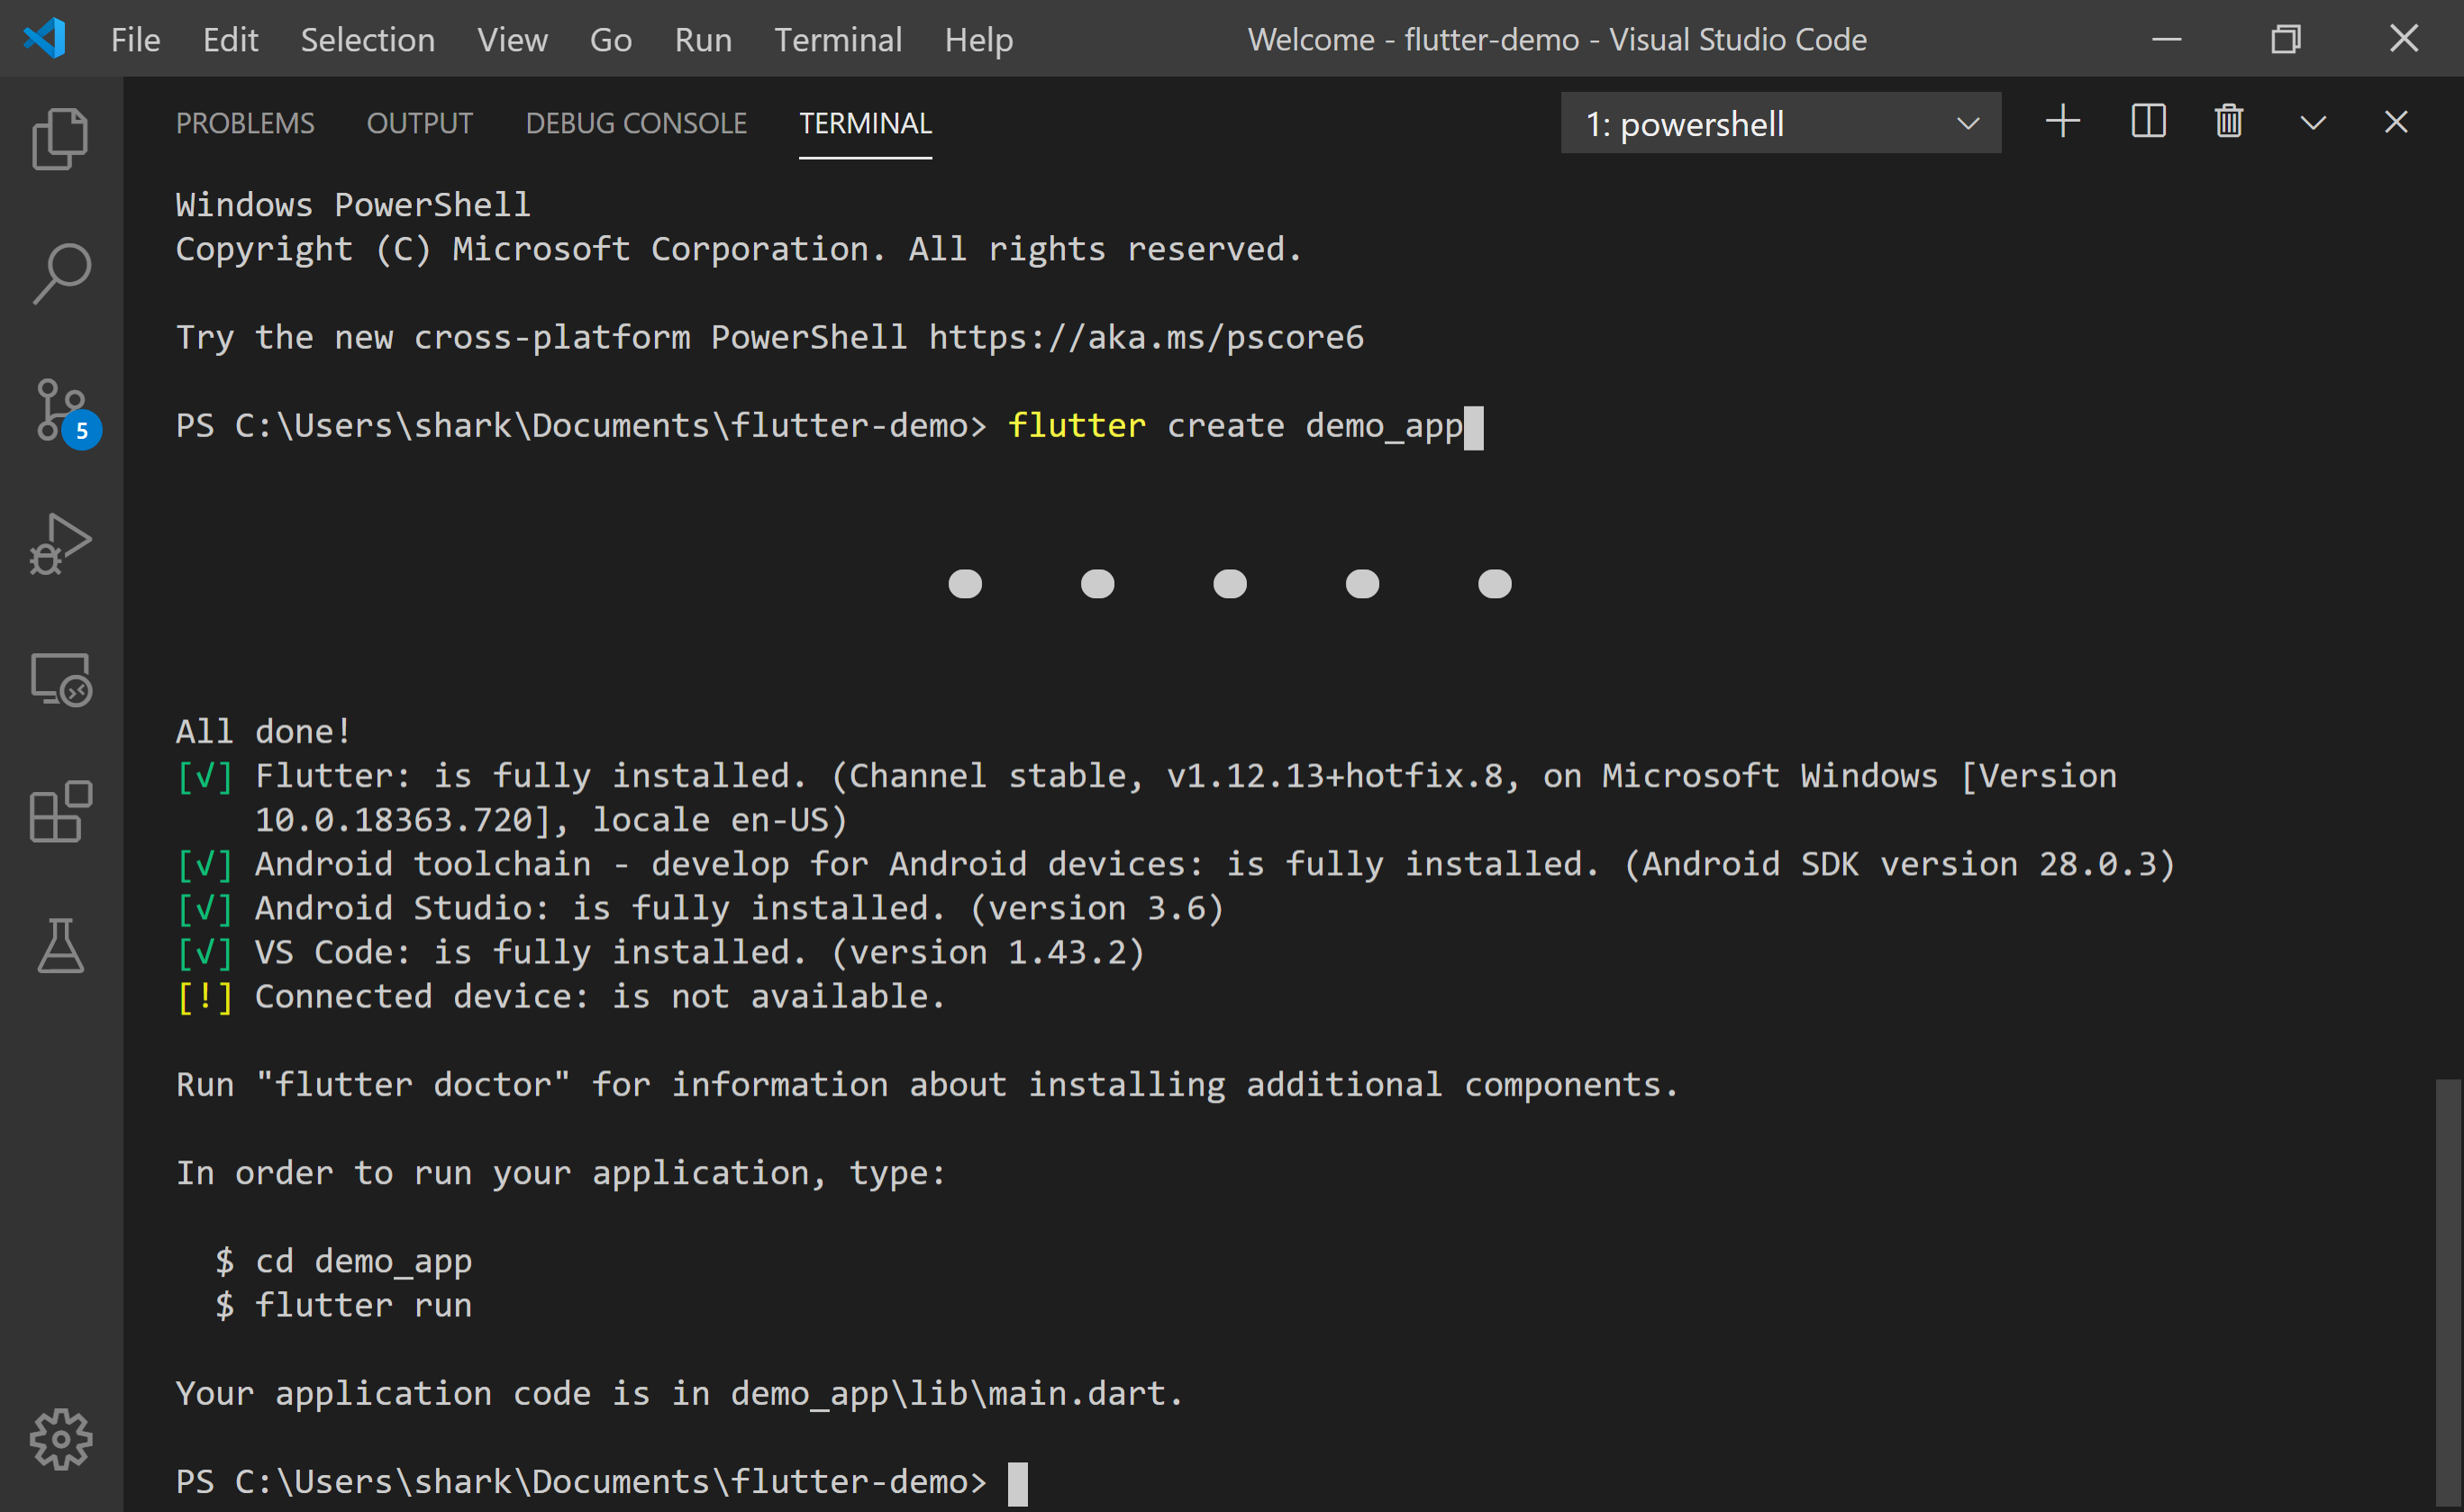 File Edit Selection View Go Run Terminal Help Welcome - flutter-demo - Visual Studio Code
PROBLEMS OUTPUT DEBUG CONSOLE TERMINAL 1: powershell
Windows PowerShell
Copyright (C) Microsoft Corporation. All rights reserved.
Try the new cross-platform PowerShell https://aka.ms/pscore6
PS C:\Users\shark\Documents\flutter-demo> flutter create demo_app
5
All done!
[√] Flutter: is fully installed. (Channel stable, v1.12.13+hotfix.8, on Microsoft Windows [Version
10.0.18363.720], locale en-US)
[√] Android toolchain - develop for Android devices: is fully installed. (Android SDK version 28.0.3)
[√] Android Studio: is fully installed. (version 3.6)
[√] VS Code: is fully installed. (version 1.43.2)
[!] Connected device: is not available.
Run "flutter doctor" for information about installing additional components.
In order to run your application, type:
$ cd demo_app
$ flutter run
Your application code is in demo_app\lib\main.dart.
PS C:\Users\shark\Documents\flutter-demo>